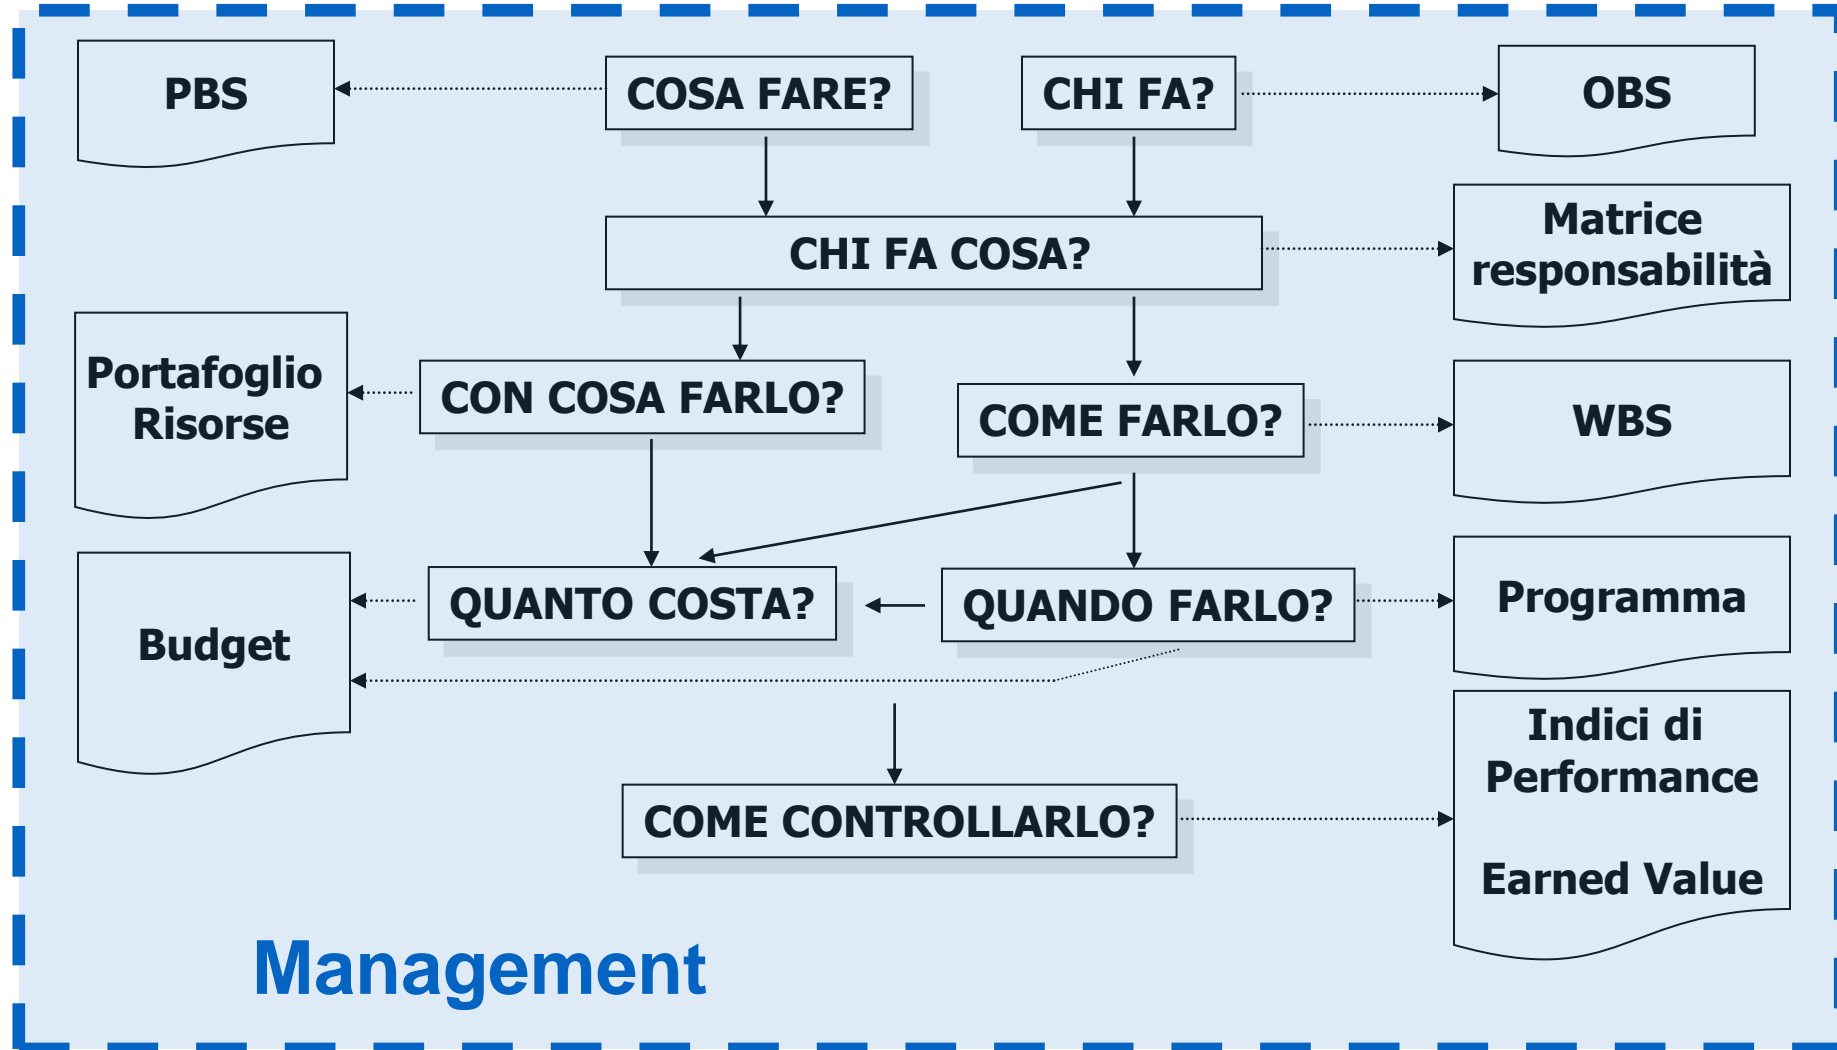 PBS
COSA FARE?
CHI FA?
OBS
CHI FA COSA?
Matrice
responsabilità
Portafoglio
Risorse
CON COSA FARLO?
COME FARLO?
WBS
Budget
QUANTO COSTA?
QUANDO FARLO?
Programma
COME CONTROLLARLO?
Indici di
Performance
Earned Value
Management